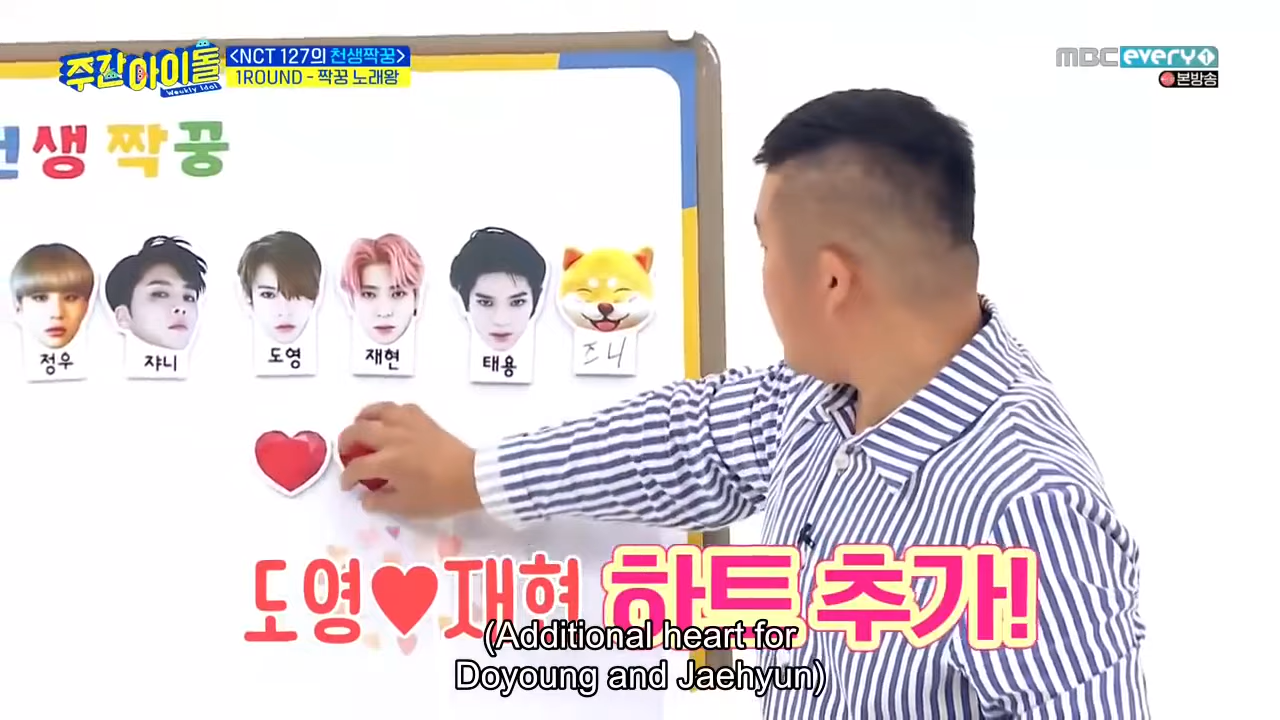 주간아이돌
Weekly Idol
<NCT 127의 천생짝꿍>
1ROUND - 짝꿍 노래왕
MBC every1
본방송
생 짝꿍
정우
쟈니
도영
재현
태용
즈니
도영♥재현 하트 추가!
(Additional heart for
Doyoung and Jaehyun)